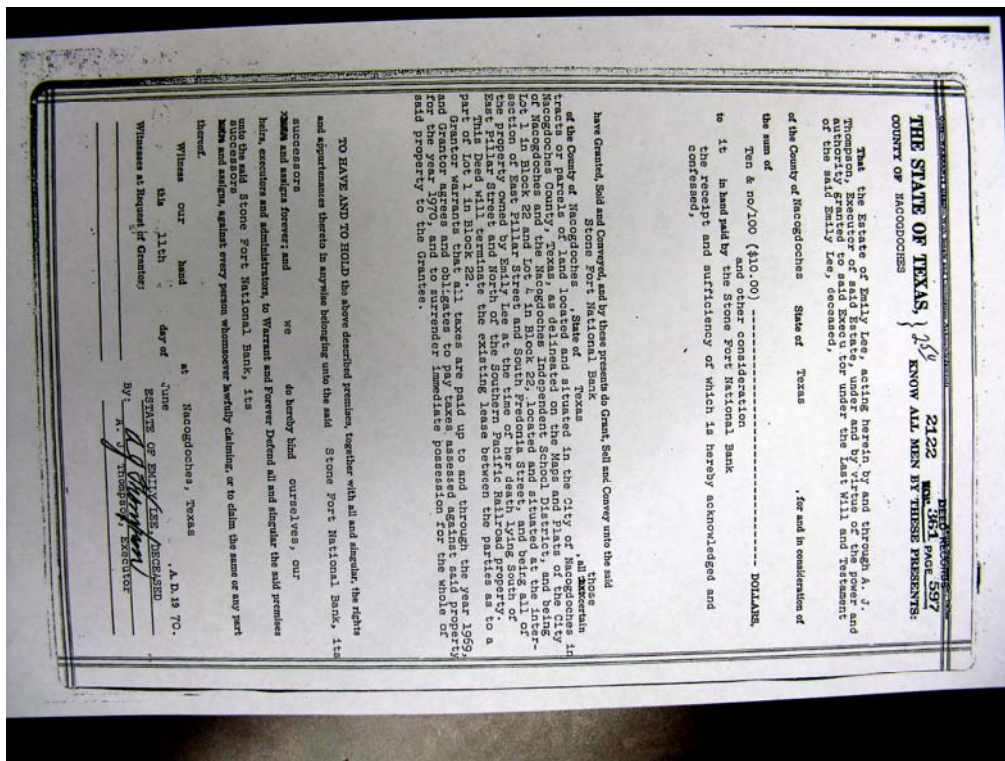 DEED RECORDS
2122 VOL. 361 PAGE 597
THE STATE OF TEXAS,
COUNTY OF NACOGDOCHES
KNOW ALL MEN BY THESE PRESENTS:
That the Estate of Emily Lee, acting herein by and through A. J.
Thompson, Executor of said Estate, under and by virtue of the power and
authority granted to said Executor under the Last Will and Testament
of the said Emily Lee, deceased,
of the County of Nacogdoches State of Texas , for and in consideration of
the sum of
Ten & no/100 ($10.00) ------------------------------ DOLLARS,
and other consideration
to it in hand paid by the Stone Fort National Bank
the receipt and sufficiency of which is hereby acknowledged and
confessed,
have Granted, Sold and Conveyed, and by these presents do Grant, Sell and Convey unto the said
Stone Fort National Bank those
of the County of Nacogdoches , State of Texas , all certain
tracts or parcels of land located and situated in the City of Nacogdoches in
Nacogdoches County, Texas, as delineated on the Maps and Plats of the City
of Nacogdoches and the Nacogdoches Independent School District and being
Lot 1 in Block 22 and Lot 4 in Block 22, located and situated at the inter-
section of East Pillar Street and South Fredonia Street; and being all of
the property owned by Emily Lee at the time of her death lying South of
East Pillar Street and North of the Southern Pacific Railroad property.
This Deed will terminate the existing lease between the parties as to a
part of Lot 1 in Block 22.
Grantor warrants that all taxes are paid up to and through the year 1969,
and Grantor agrees and obligates to pay taxes assessed against said property
for the year 1970, and to surrender immediate possession for the whole of
said property to the Grantee.
TO HAVE AND TO HOLD the above described premises, together with all and singular, the rights
and appurtenances thereto in anywise belonging unto the said Stone Fort National Bank, its
successors
and assigns forever; and we do hereby bind ourselves, our
heirs, executors and administrators, to Warrant and Forever Defend all and singular the said premises
unto the said Stone Fort National Bank, its
successors
and assigns, against every person whomsoever lawfully claiming, or to claim the same or any part
thereof.
Witness our hand at Nacogdoches, Texas
this 11th day of June , A. D. 19 70.
Witnesses at Request of Grantor:
ESTATE OF EMILY LEE, DECEASED
By: A J Thompson
A. J. Thompson, Executor